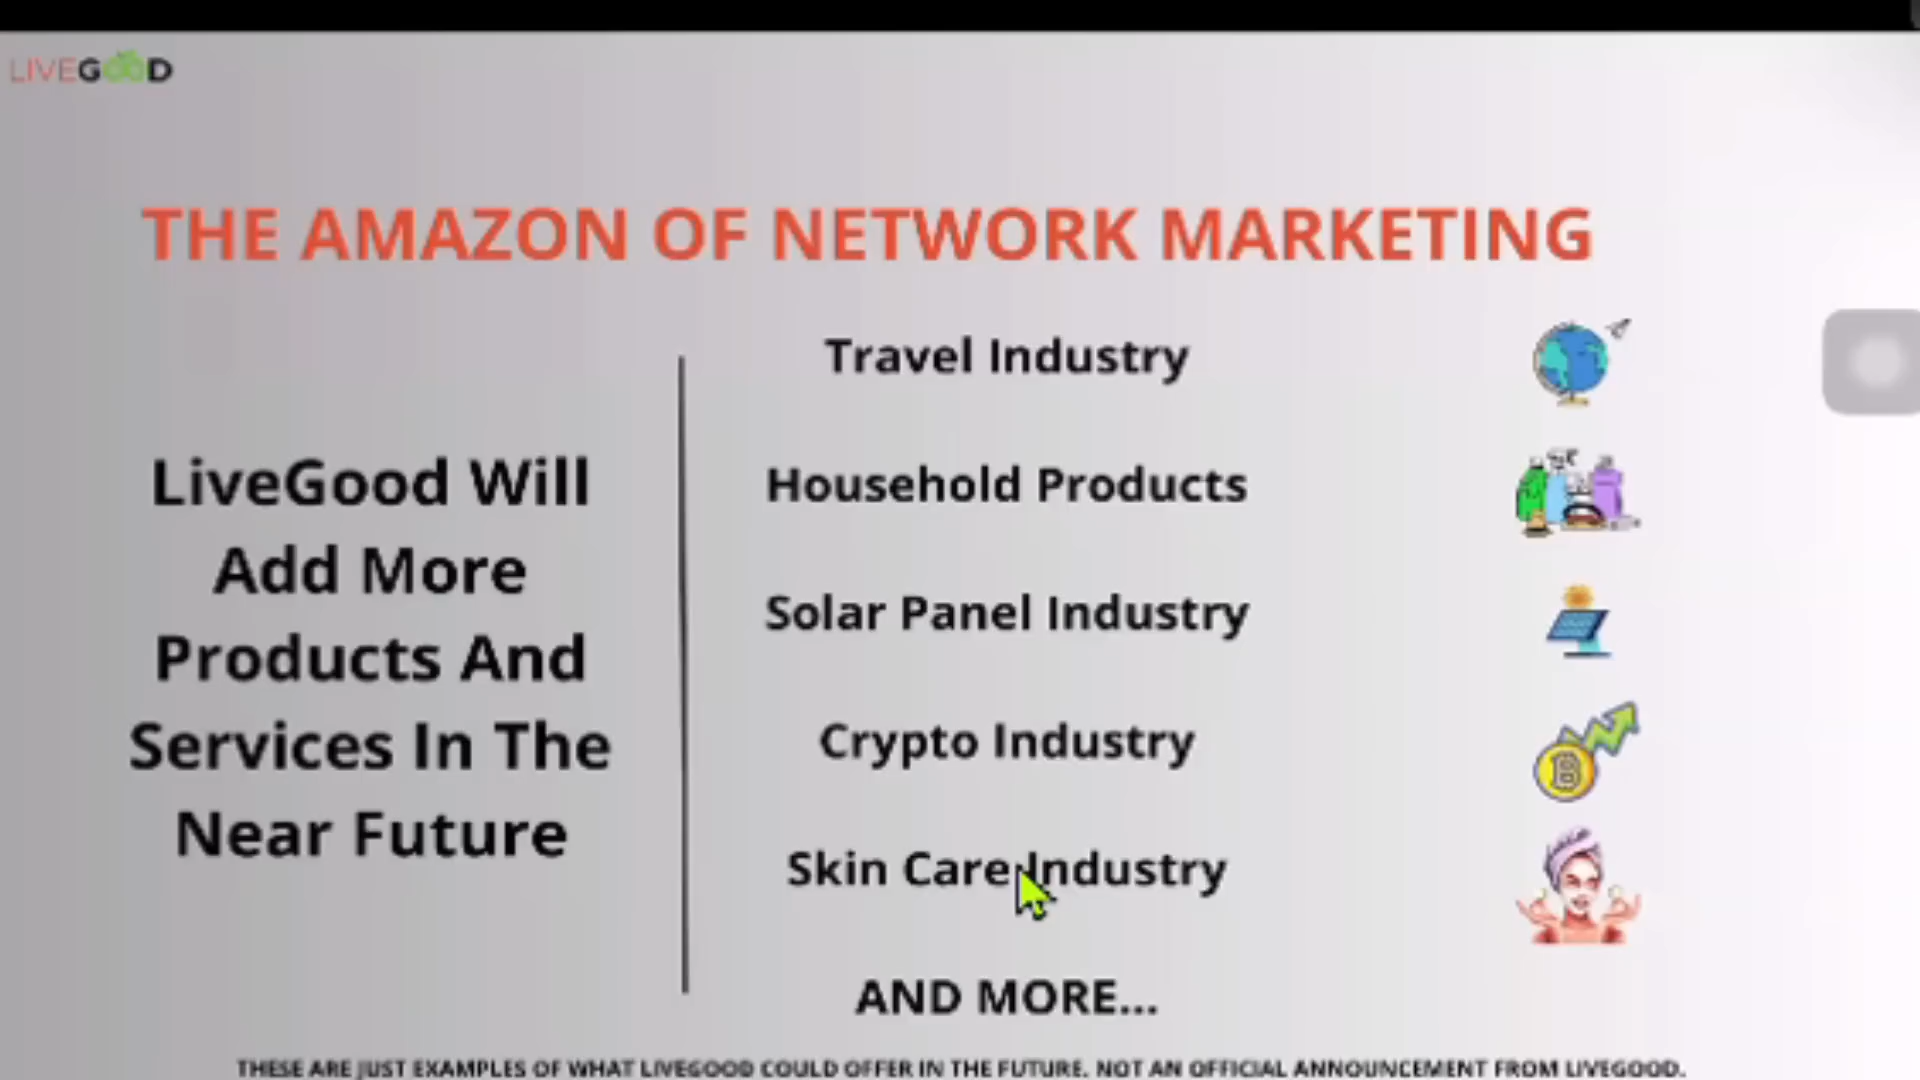 LIVEGOOD
THE AMAZON OF NETWORK MARKETING
LiveGood Will
Add More
Products And
Services In The
Near Future
Travel Industry
Household Products
Solar Panel Industry
Crypto Industry
Skin Care Industry
AND MORE...
THESE ARE JUST EXAMPLES OF WHAT LIVEGOOD COULD OFFER IN THE FUTURE. NOT AN OFFICIAL ANNOUNCEMENT FROM LIVEGOOD.